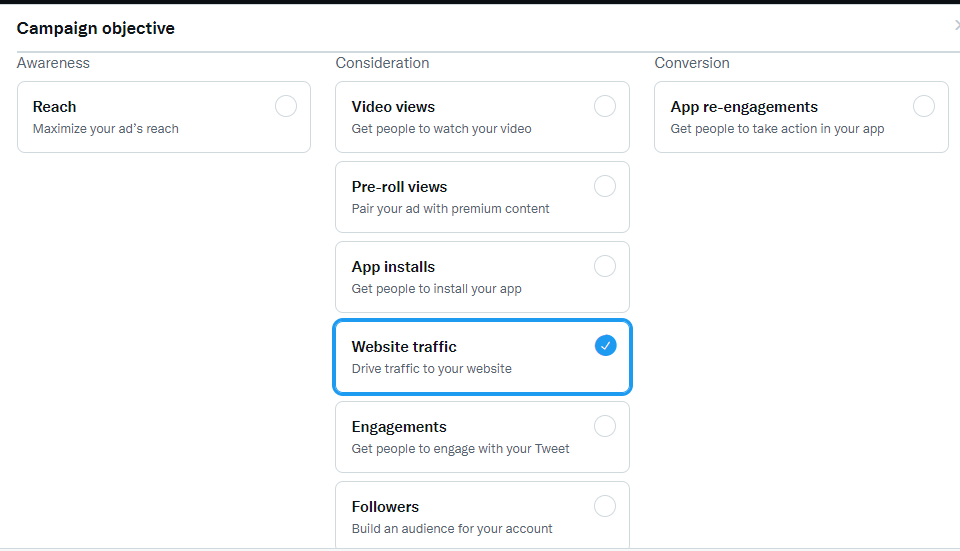 Campaign objective
Awareness
Reach
Maximize your ad's reach
Consideration
Video views
Get people to watch your video
Pre-roll views
Pair your ad with premium content
App installs
Get people to install your app
Website traffic
Drive traffic to your website
Engagements
Get people to engage with your Tweet
Followers
Build an audience for your account
Conversion
App re-engagements
Get people to take action in your app